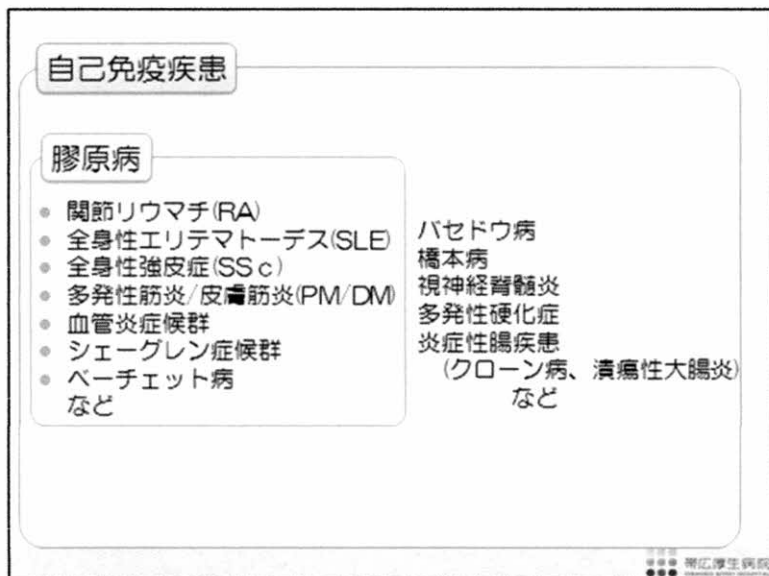 自己免疫疾患
膠原病
関節リウマチ(RA)
全身性エリテマトーデス(SLE)
全身性強皮症(SSc)
多発性筋炎/皮膚筋炎(PM/DM)
血管炎症候群
シェーグレン症候群
ベーチェット病
など
バセドウ病
橋本病
視神経脊髄炎
多発性硬化症
炎症性腸疾患
(クローン病、潰瘍性大腸炎)
など
帯広厚生病院